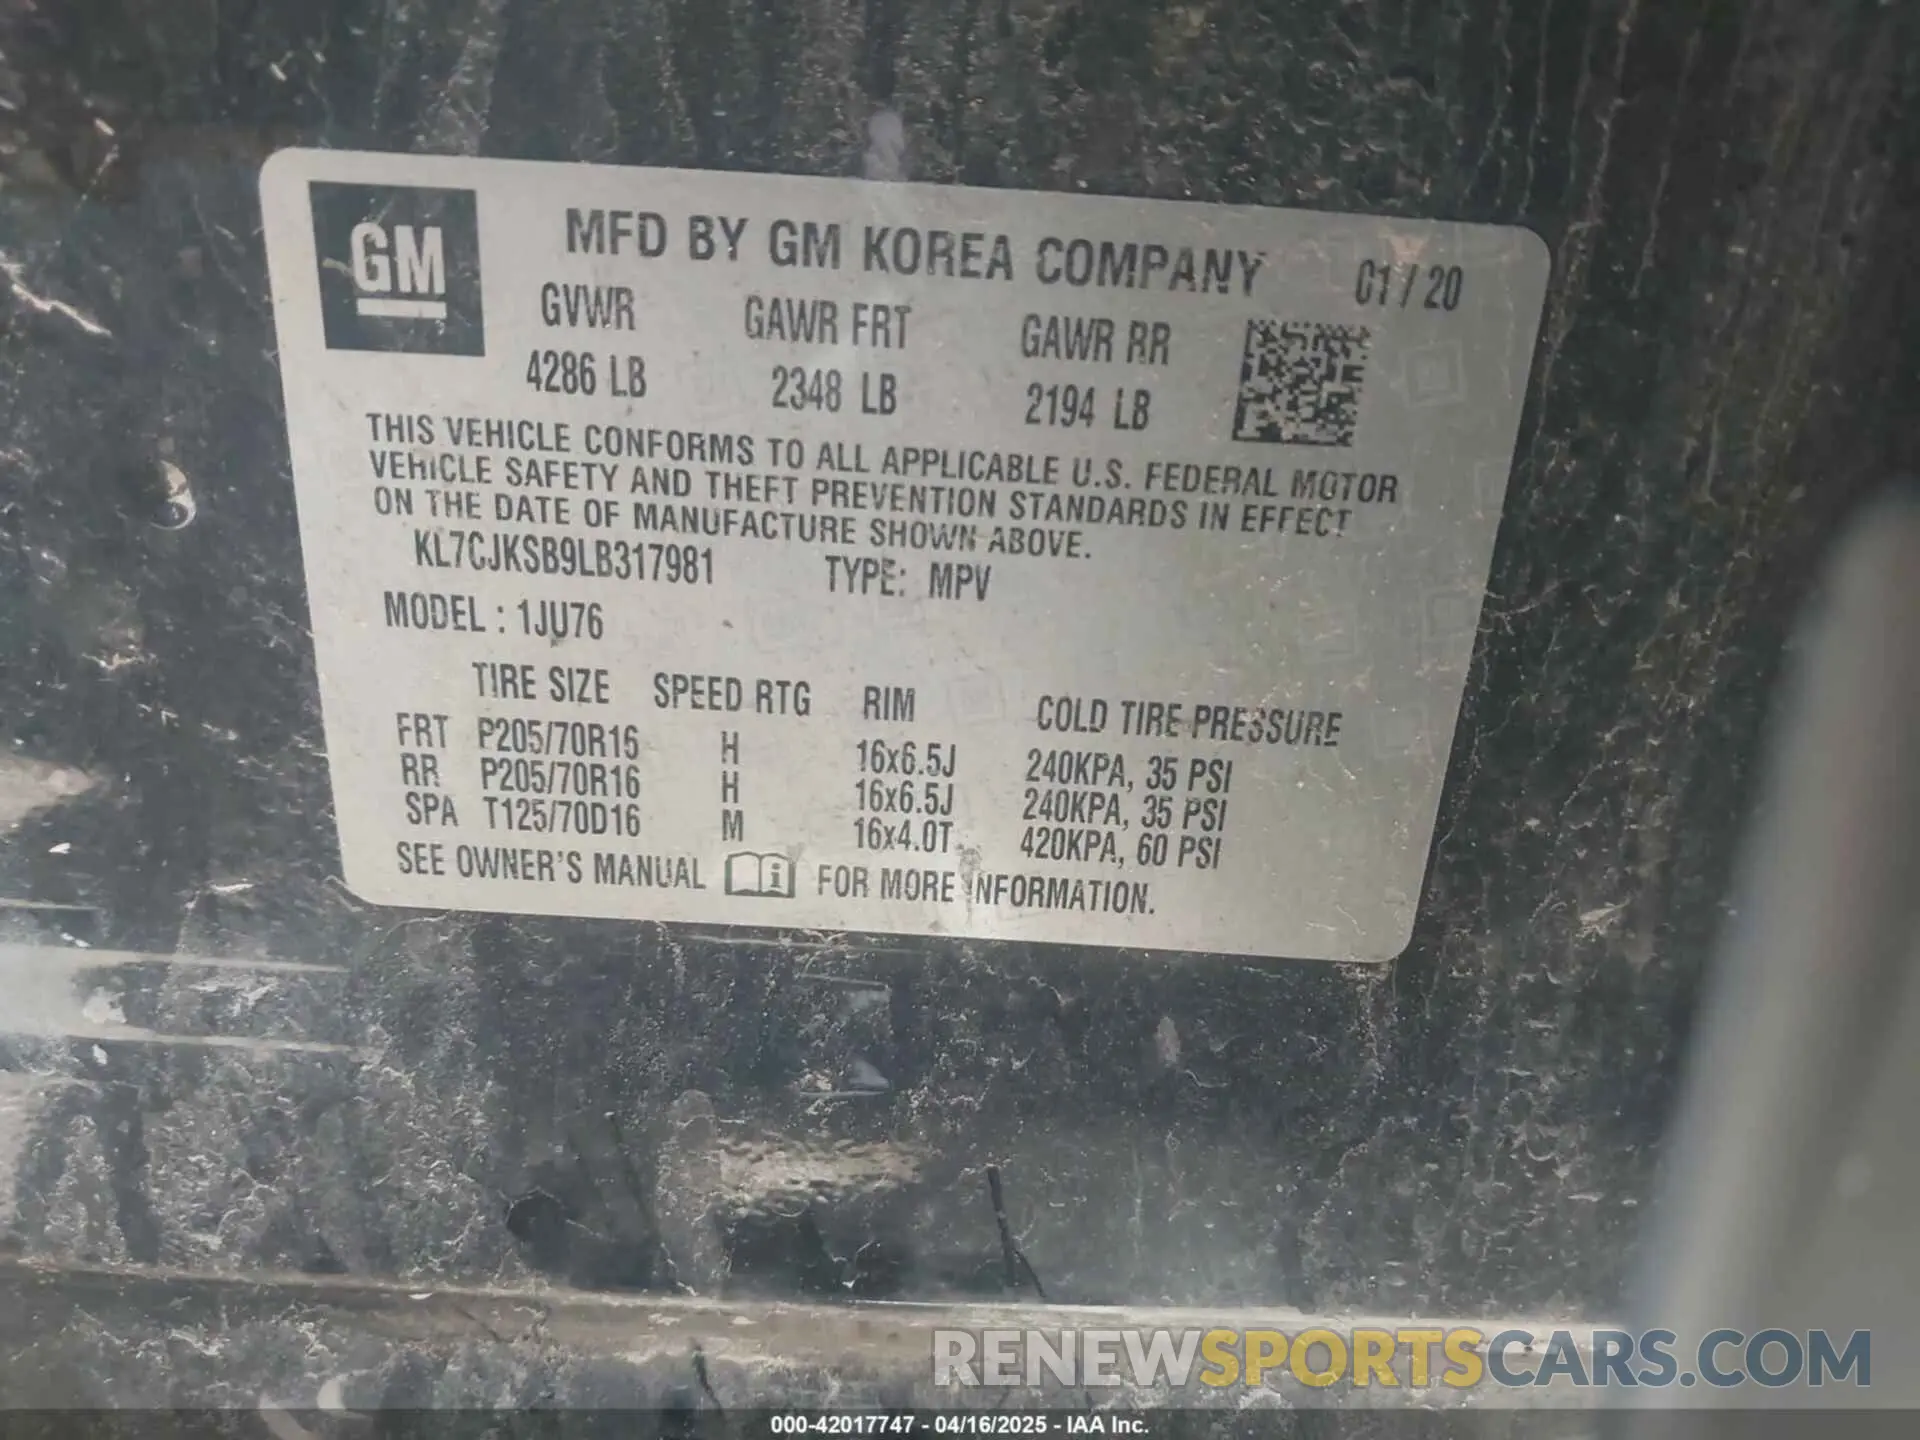 GM
MFD BY GM KOREA COMPANY 01 / 20
GVWR GAWR FRT GAWR RR
4286 LB 2348 LB 2194 LB
THIS VEHICLE CONFORMS TO ALL APPLICABLE U.S. FEDERAL MOTOR
VEHICLE SAFETY AND THEFT PREVENTION STANDARDS IN EFFECT
ON THE DATE OF MANUFACTURE SHOWN ABOVE.
KL7CJKSB9LB317981 TYPE: MPV
MODEL : 1JU76
TIRE SIZE SPEED RTG RIM COLD TIRE PRESSURE
FRT P205/70R16 H 16x6.5J 240KPA, 35 PSI
RR P205/70R16 H 16x6.5J 240KPA, 35 PSI
SPA T125/70D16 M 16x4.0T 420KPA, 60 PSI
SEE OWNER'S MANUAL i FOR MORE INFORMATION.
RENEWSPORTSCARS.COM
000-42017747 - 04/16/2025 - IAA Inc.